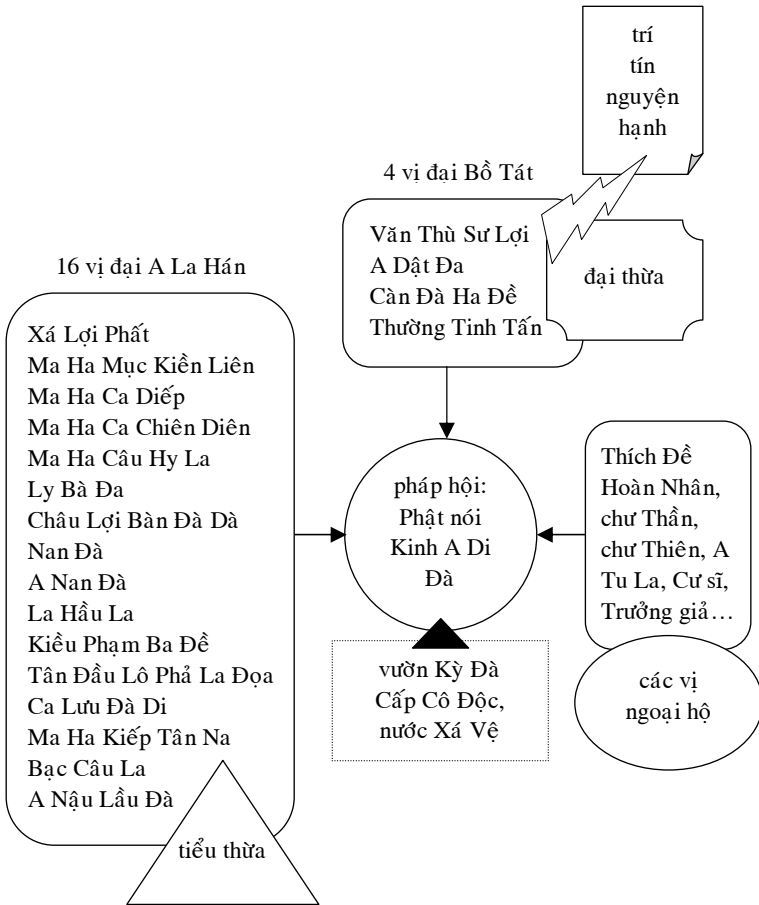 trí
tín
nguyện
hạnh
4 vị đại Bồ Tát
Văn Thù Sư Lợi
A Dật Đa
Càn Đà Ha Đề
Thường Tinh Tấn
đại thừa
16 vị đại A La Hán
Xá Lợi Phất
Ma Ha Mục Kiền Liên
Ma Ha Ca Diếp
Ma Ha Ca Chiên Diên
Ma Ha Câu Hy La
Ly Bà Đa
Châu Lợi Bàn Đà Dà
Nan Đà
A Nan Đà
La Hầu La
Kiều Phạm Ba Đề
Tân Đầu Lô Phả La Đọa
Ca Lưu Đà Di
Ma Ha Kiếp Tân Na
Bạc Câu La
A Nậu Lầu Đà
tiểu thừa
pháp hội:
Phật nói
Kinh A Di
Đà
vườn Kỳ Đà
Cấp Cô Độc,
nước Xá Vệ
Thích Đề
Hoàn Nhân,
chư Thần,
chư Thiên, A
Tu La, Cư sĩ,
Trưởng giả…
các vị
ngoại hộ